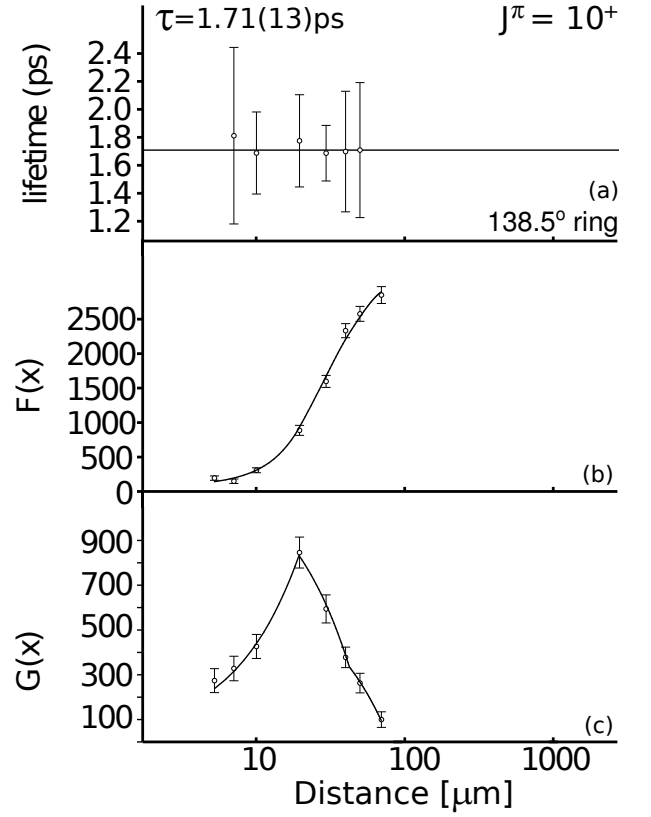 τ=1.71(13)ps
J^π = 10⁺
lifetime (ps)
2.4
2.2
2.0
1.8
1.6
1.4
1.2
(a)
138.5º ring
F(x)
2500
2000
1500
1000
500
0
(b)
G(x)
900
700
500
300
100
(c)
10 100 1000
Distance [μm]